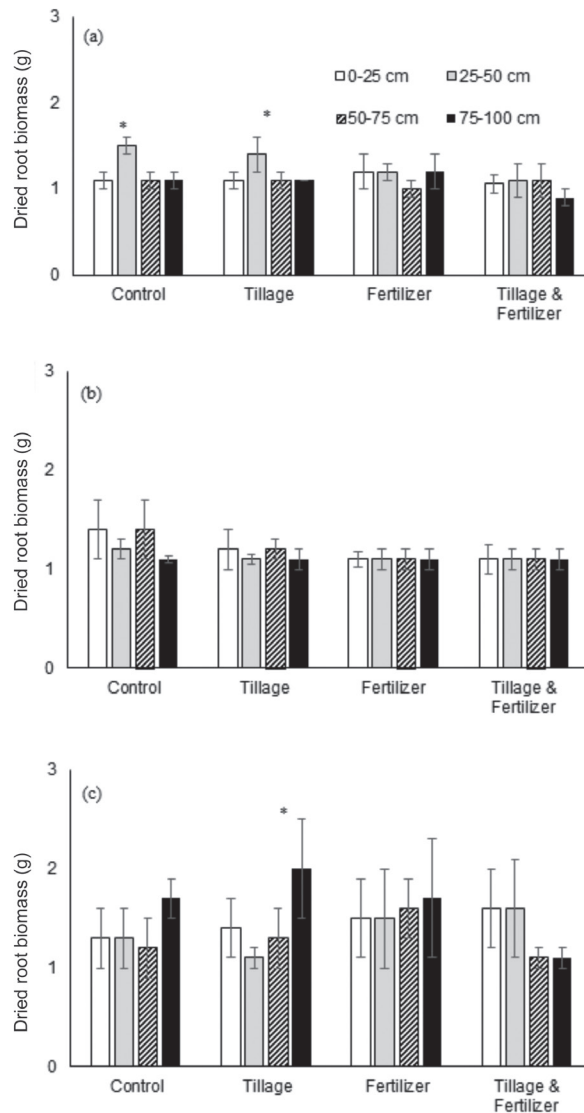 3
(a)
0-25 cm 25-50 cm
50-75 cm 75-100 cm
2
* *
1
0
Dried root biomass (g)
Control Tillage Fertilizer Tillage &
Fertilizer
3
(b)
2
1
0
Dried root biomass (g)
Control Tillage Fertilizer Tillage &
Fertilizer
3
(c)
*
2
1
0
Dried root biomass (g)
Control Tillage Fertilizer Tillage &
Fertilizer